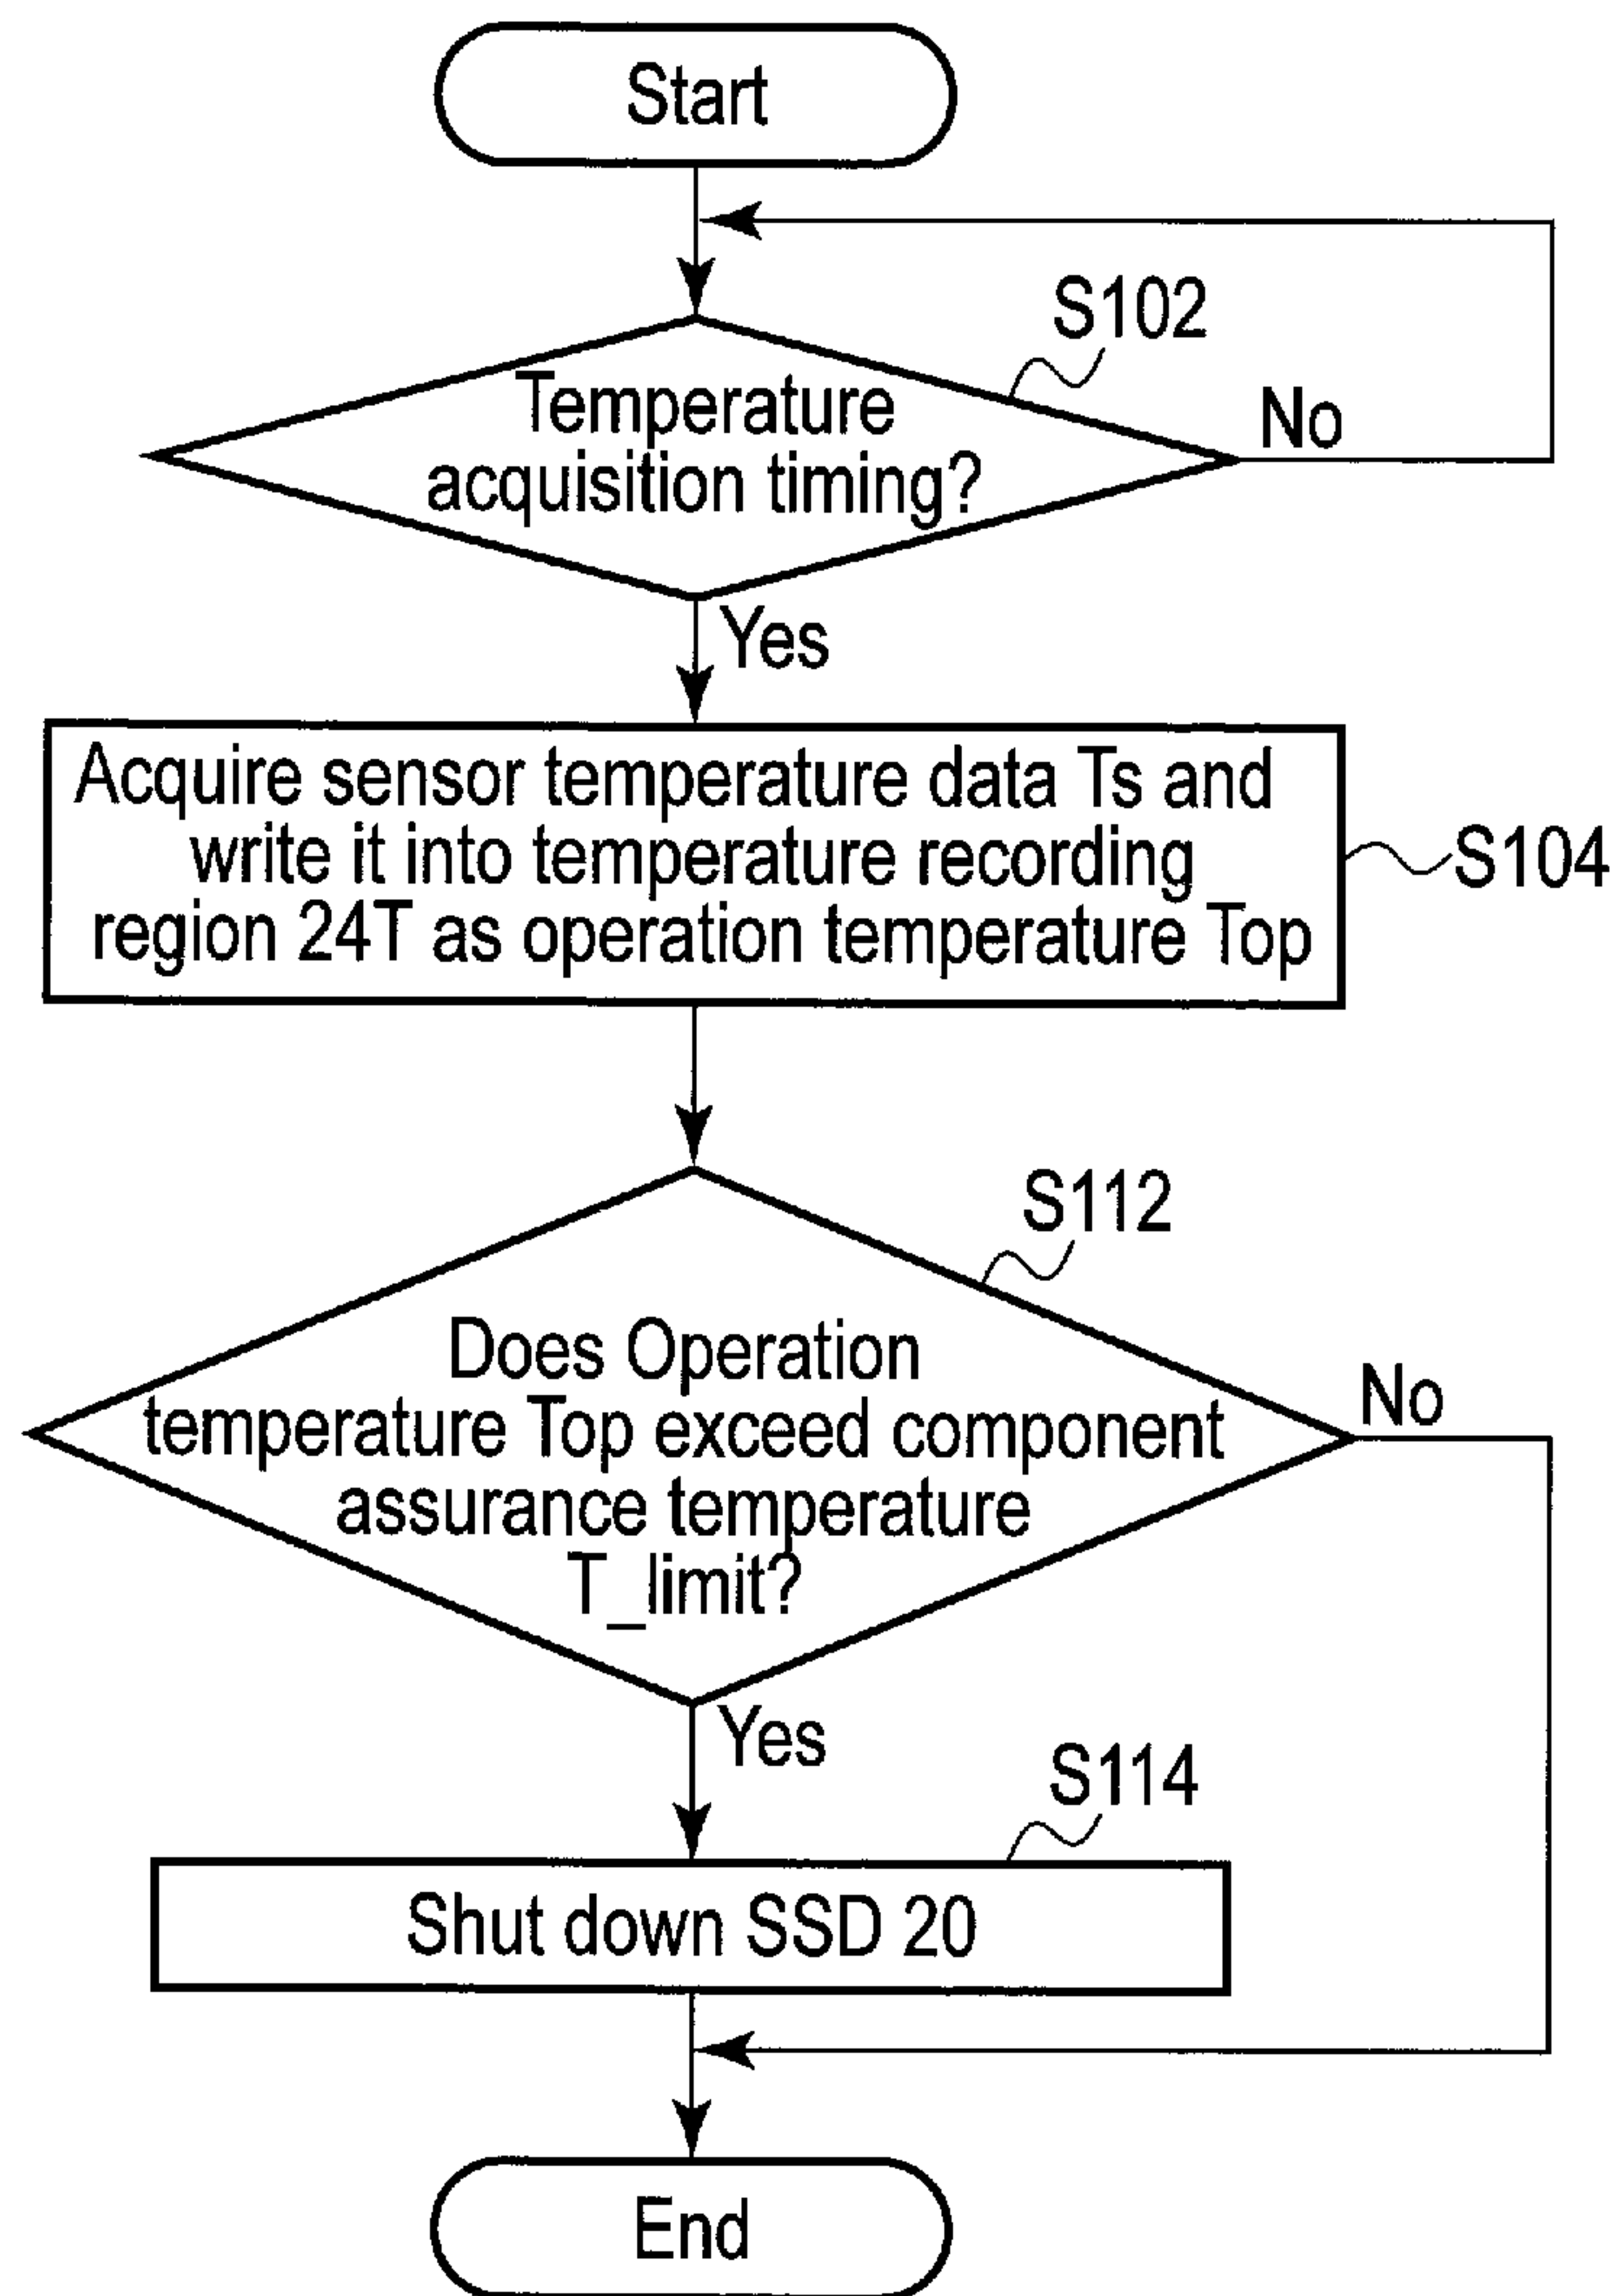 Start
S102
Temperature
acquisition timing?
No
Yes
Acquire sensor temperature data Ts and
write it into temperature recording
region 24T as operation temperature Top
S104
S112
Does Operation
temperature Top exceed component
assurance temperature
T_limit?
No
Yes
S114
Shut down SSD 20
End